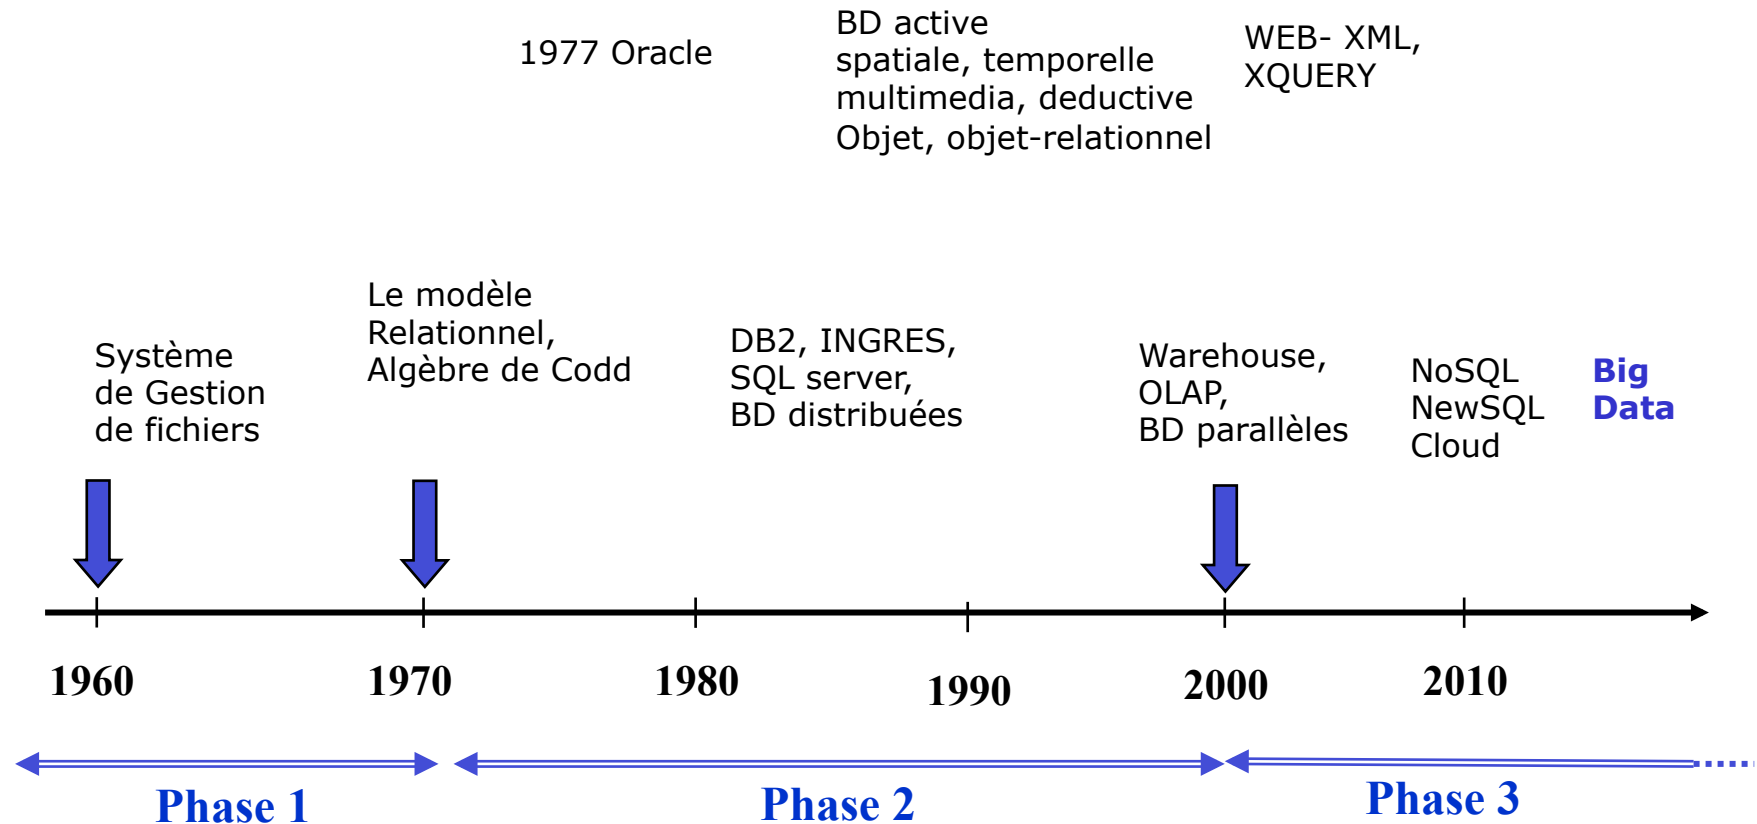 1977 Oracle
BD active
spatiale, temporelle
multimedia, deductive
Objet, objet-relationnel
WEB- XML,
XQUERY
Système
de Gestion
de fichiers
Le modèle
Relationnel,
Algèbre de Codd
DB2, INGRES,
SQL server,
BD distribuées
Warehouse,
OLAP,
BD parallèles
NoSQL
NewSQL
Cloud
Big
Data
1960
1970
1980
1990
2000
2010
Phase 1
Phase 2
Phase 3